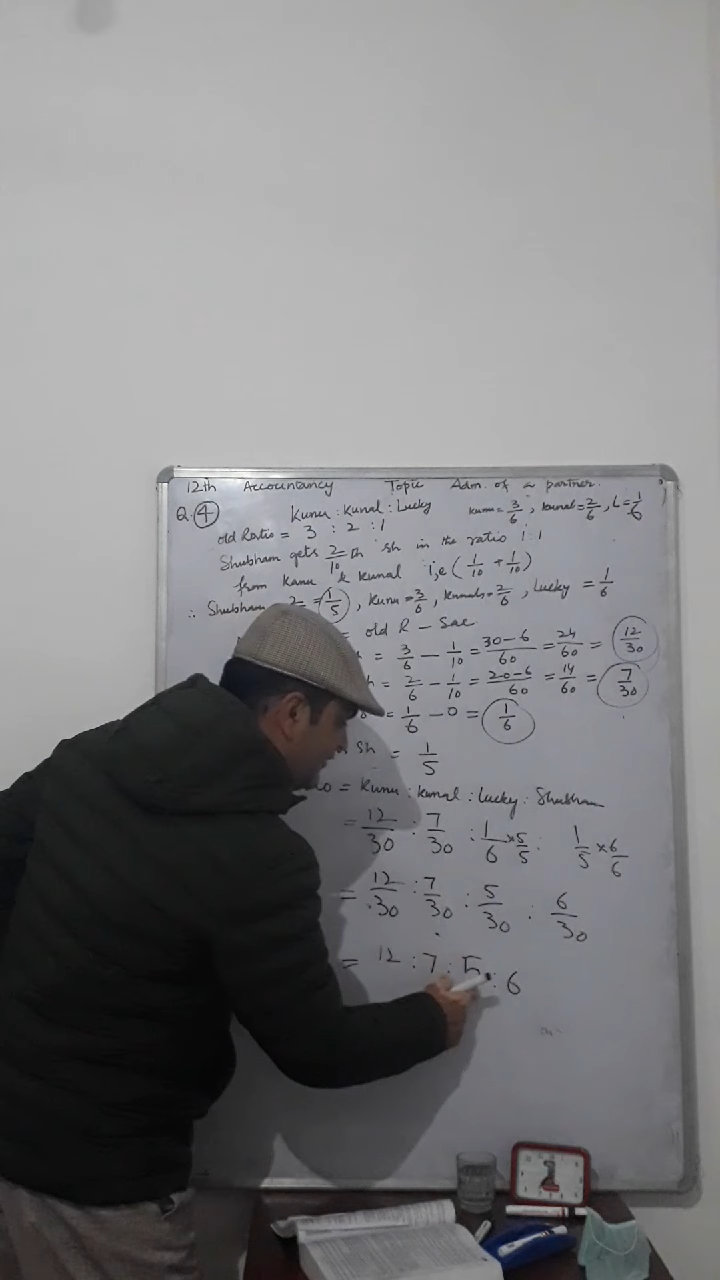 12th Accountancy Topic Adm. of a partner.
Q.④ Kunu : Kunal : Lucky Kunu = 3/6, Kunal = 2/6, L = 1/6
old Ratio = 3 : 2 : 1
Shubham gets 2/10 th sh in the ratio 1 : 1
from Kanu & Kunal i,e (1/10 + 1/10)
∴ Shubham 2/ = 1/5, Kunu = 3/6, Kunal = 2/6, Lucky = 1/6
= old R – Sac
= 3/6 – 1/10 = 30-6/60 = 24/60 = 12/30
= 2/6 – 1/10 = 20-6/60 = 14/60 = 7/30
= 1/6 – 0 = 1/6
sh = 1/5
= Kunu : Kunal : Lucky : Shubham
= 12/30 : 7/30 : 1/6 × 5/5 : 1/5 × 6/6
= 12/30 : 7/30 : 5/30 : 6/30
= 12 : 7 : 5 : 6